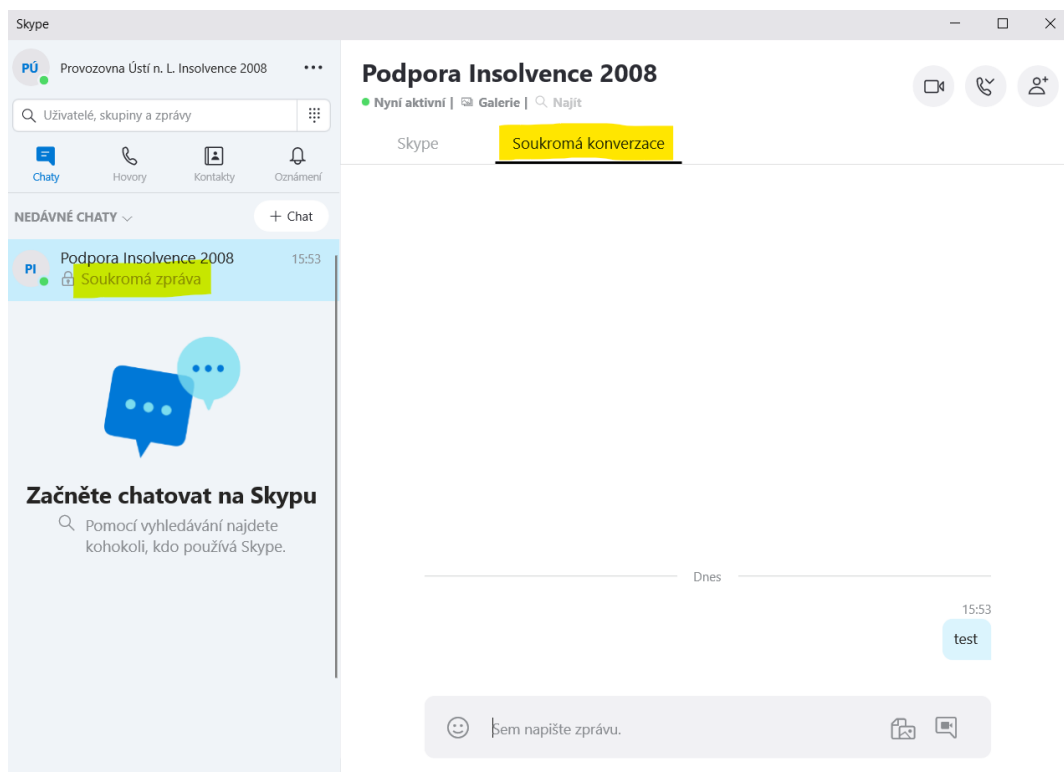 Skype
PÚ Provozovna Ústí n. L. Insolvence 2008
Uživatelé, skupiny a zprávy
Chaty Hovory Kontakty Oznámení
NEDÁVNÉ CHATY + Chat
PI Podpora Insolvence 2008 15:53
Soukromá zpráva
Začněte chatovat na Skypu
Pomocí vyhledávání najdete
kohokoli, kdo používá Skype.
Podpora Insolvence 2008
Nyní aktivní | Galerie | Najít
Skype Soukromá konverzace
Dnes
15:53
test
Sem napište zprávu.